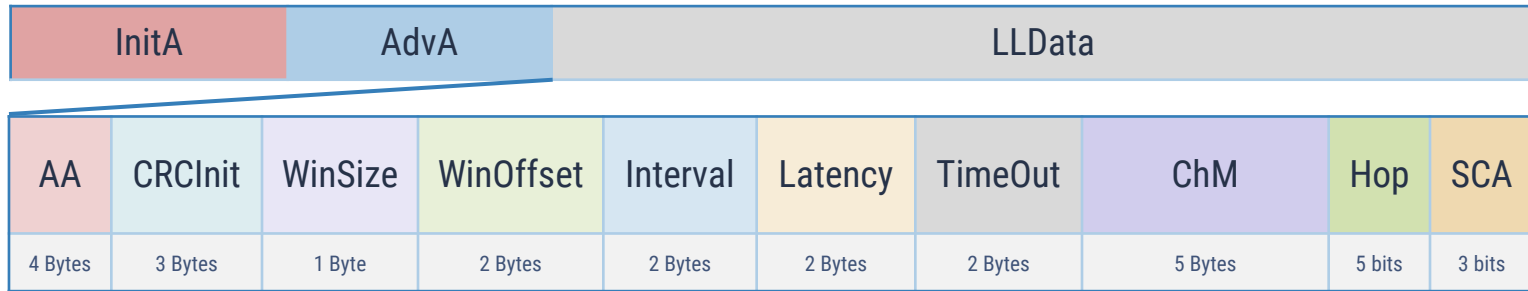 InitA AdvA LLData
AA CRCInit WinSize WinOffset Interval Latency TimeOut ChM Hop SCA
4 Bytes 3 Bytes 1 Byte 2 Bytes 2 Bytes 2 Bytes 2 Bytes 5 Bytes 5 bits 3 bits